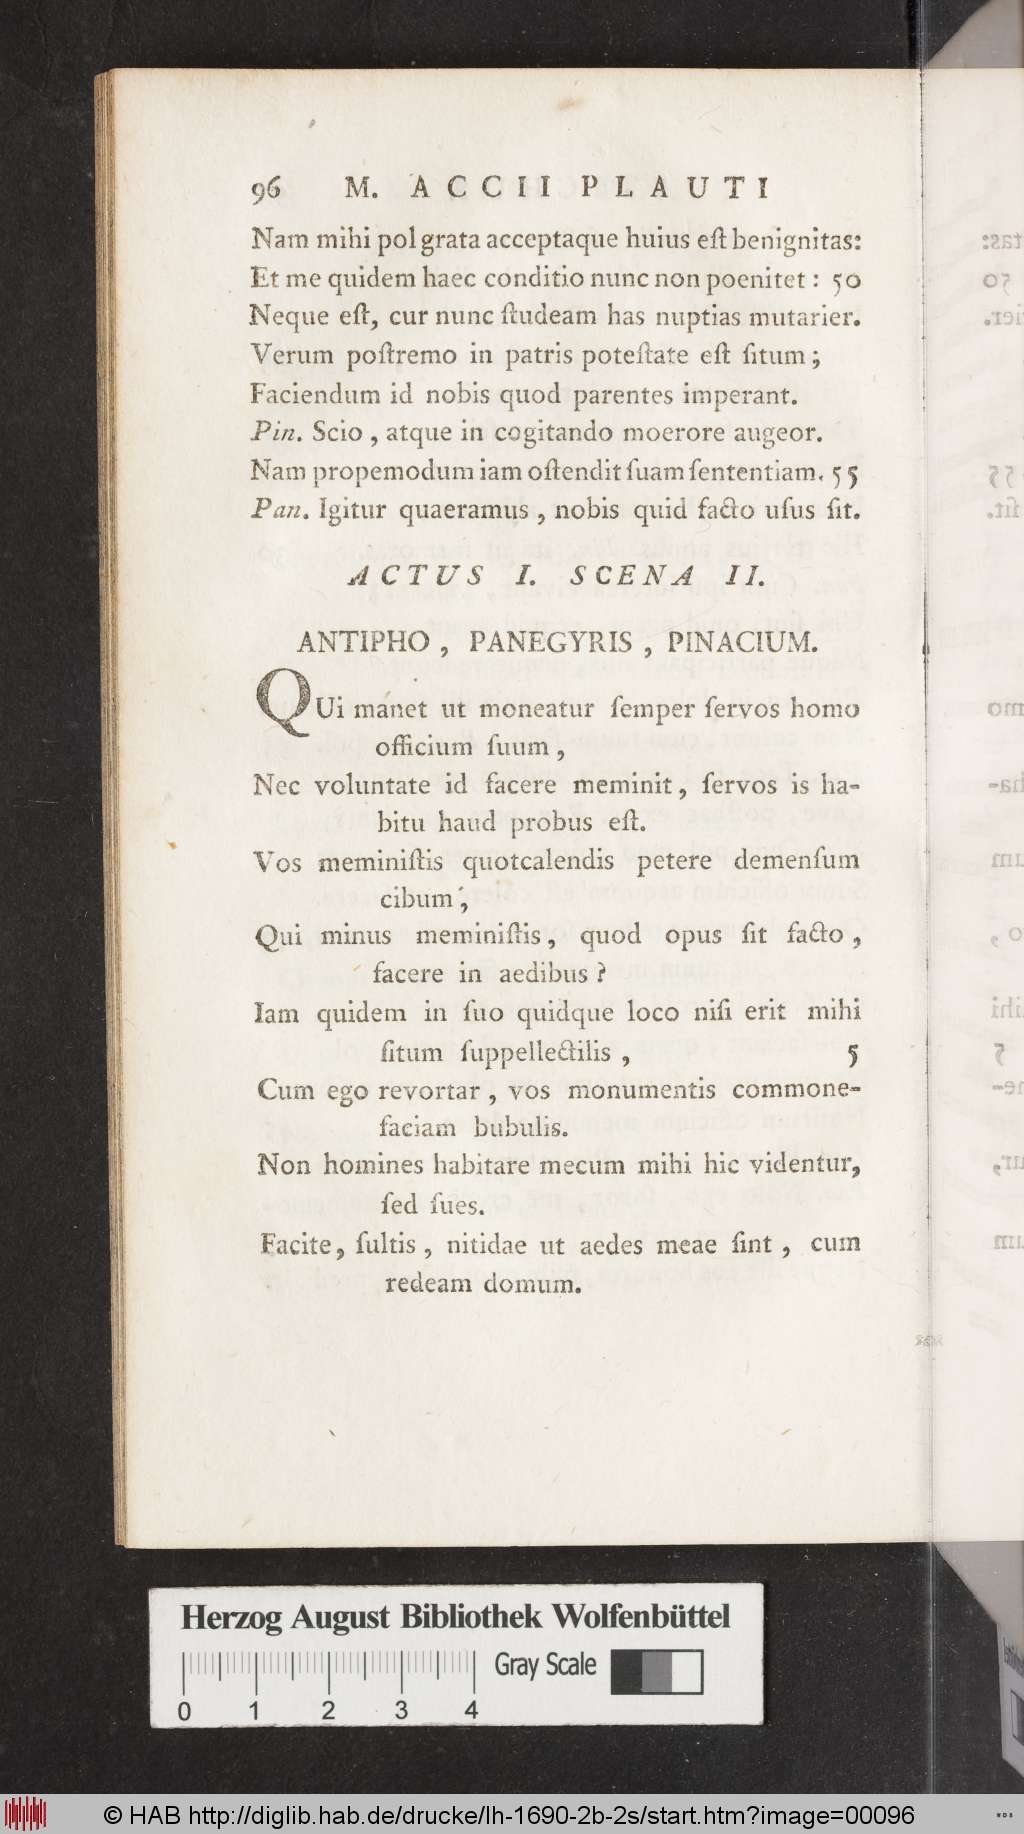 96 M. ACCII PLAUTI
Nam mihi pol grata acceptaque huius eſt benignitas:
Et me quidem haec conditio nunc non poenitet : 50
Neque eſt, cur nunc ſtudeam has nuptias mutarier.
Verum poſtremo in patris poteſtate eſt ſitum ;
Faciendum id nobis quod parentes imperant.
Pin. Scio , atque in cogitando moerore augeor.
Nam propemodum iam oſtendit ſuam ſententiam. 55
Pan. Igitur quaeramus , nobis quid facto uſus ſit.
ACTUS I. SCENA II.
ANTIPHO , PANEGYRIS , PINACIUM.
QUi manet ut moneatur ſemper ſervos homo
officium ſuum ,
Nec voluntate id facere meminit, ſervos is ha-
bitu haud probus eſt.
Vos meminiſtis quotcalendis petere demenſum
cibum ,
Qui minus meminiſtis, quod opus ſit facto ,
facere in aedibus ?
Iam quidem in ſuo quidque loco niſi erit mihi
ſitum ſuppellectilis , 5
Cum ego revortar , vos monumentis commone-
faciam bubulis.
Non homines habitare mecum mihi hic videntur,
ſed ſues.
Facite, ſultis , nitidae ut aedes meae ſint , cum
redeam domum.
Herzog August Bibliothek Wolfenbüttel
Gray Scale
0 1 2 3 4
© HAB http://diglib.hab.de/drucke/lh-1690-2b-2s/start.htm?image=00096